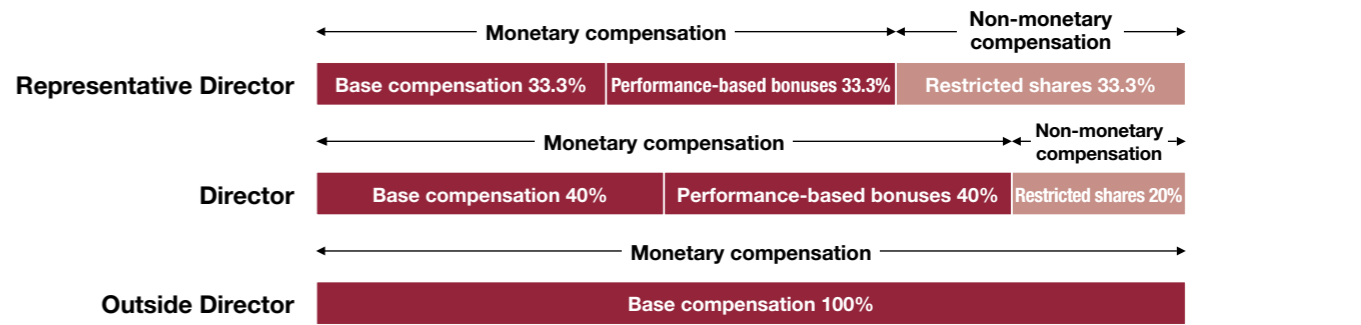 Monetary compensation
Non-monetary
compensation
Representative Director
Base compensation 33.3%
Performance-based bonuses 33.3%
Restricted shares 33.3%
Monetary compensation
Non-monetary
compensation
Director
Base compensation 40%
Performance-based bonuses 40%
Restricted shares 20%
Monetary compensation
Outside Director
Base compensation 100%